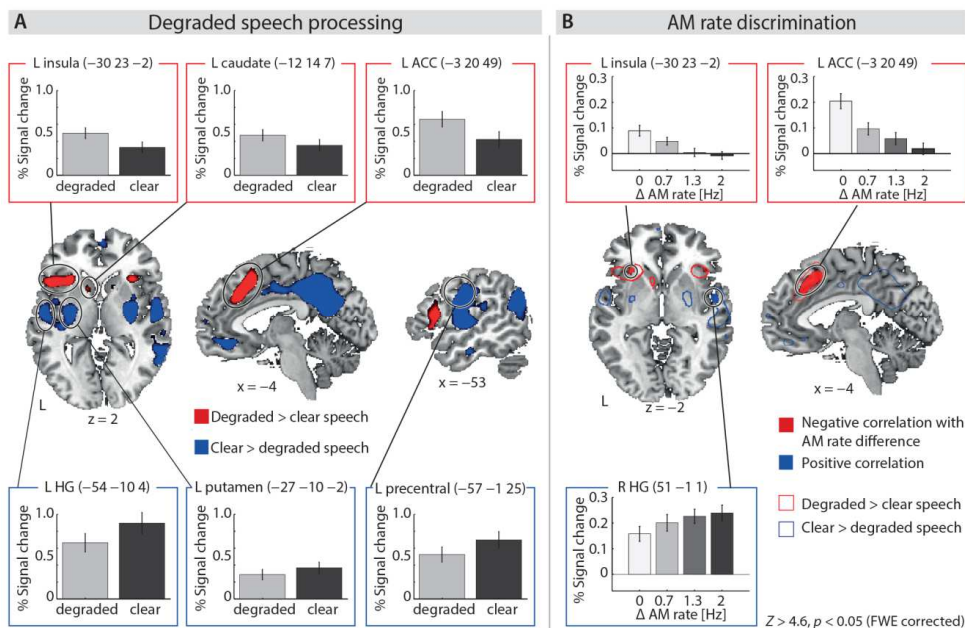 A Degraded speech processing
B AM rate discrimination
L insula (−30 23 −2)
% Signal change
1.0
0.5
0
degraded clear
L caudate (−12 14 7)
1.0
0.5
0
degraded clear
L ACC (−3 20 49)
% Signal change
1.0
0.5
0
degraded clear
L insula (−30 23 −2)
% Signal change
0.3
0.2
0.1
0
0 0.7 1.3 2
Δ AM rate [Hz]
L ACC (−3 20 49)
% Signal change
0.3
0.2
0.1
0
0 0.7 1.3 2
Δ AM rate [Hz]
L
z = 2
x = −4
x = −53
Degraded > clear speech
Clear > degraded speech
L
z = −2
x = −4
Negative correlation with
AM rate difference
Positive correlation
Degraded > clear speech
Clear > degraded speech
L HG (−54 −10 4)
% Signal change
1.0
0.5
0
degraded clear
L putamen (−27 −10 −2)
% Signal change
1.0
0.5
0
degraded clear
L precentral (−57 −1 25)
% Signal change
1.0
0.5
0
degraded clear
R HG (51 −1 1)
% Signal change
0.3
0.2
0.1
0
0 0.7 1.3 2
Δ AM rate [Hz]
Z > 4.6, p < 0.05 (FWE corrected)